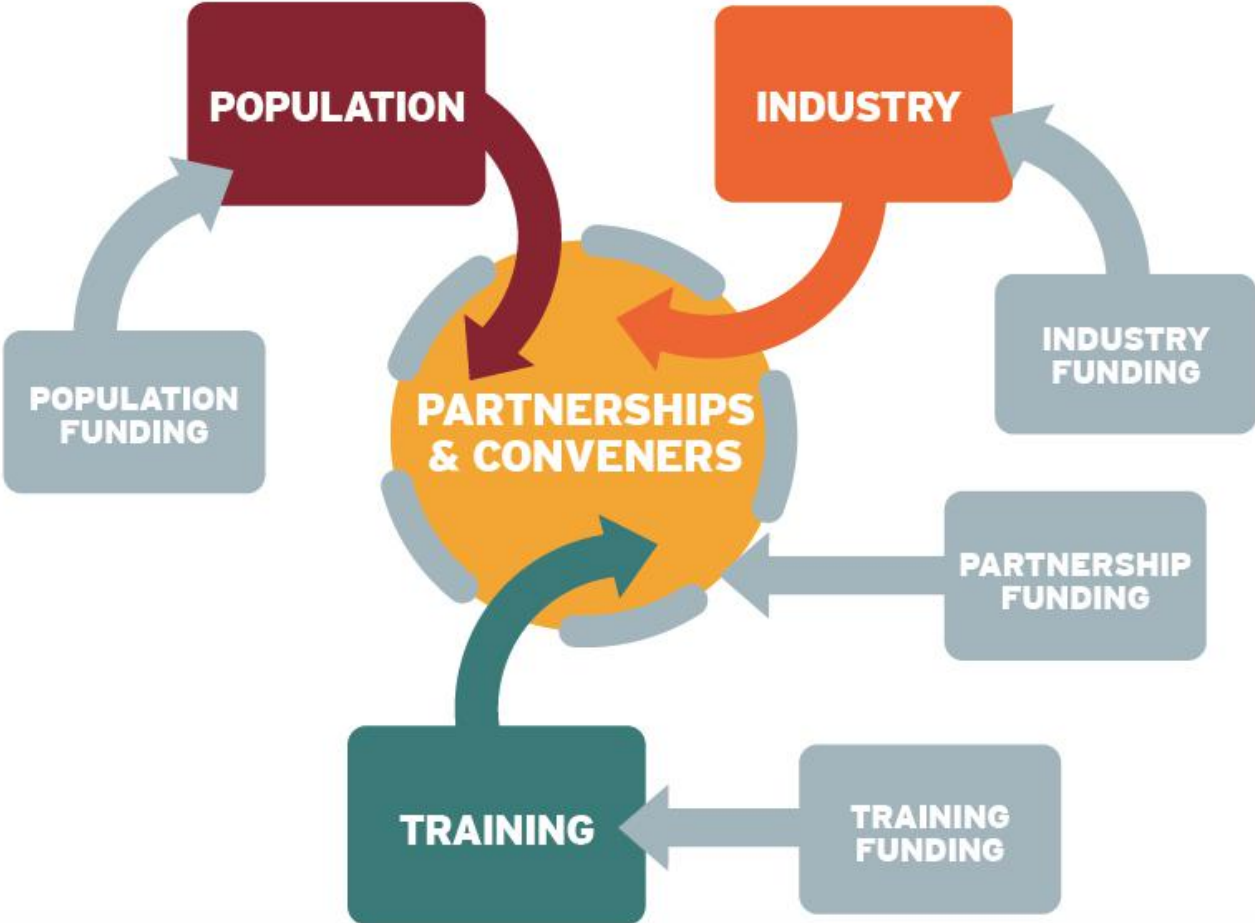 POPULATION
INDUSTRY
POPULATION
FUNDING
INDUSTRY
FUNDING
PARTNERSHIPS
& CONVENERS
PARTNERSHIP
FUNDING
TRAINING
TRAINING
FUNDING